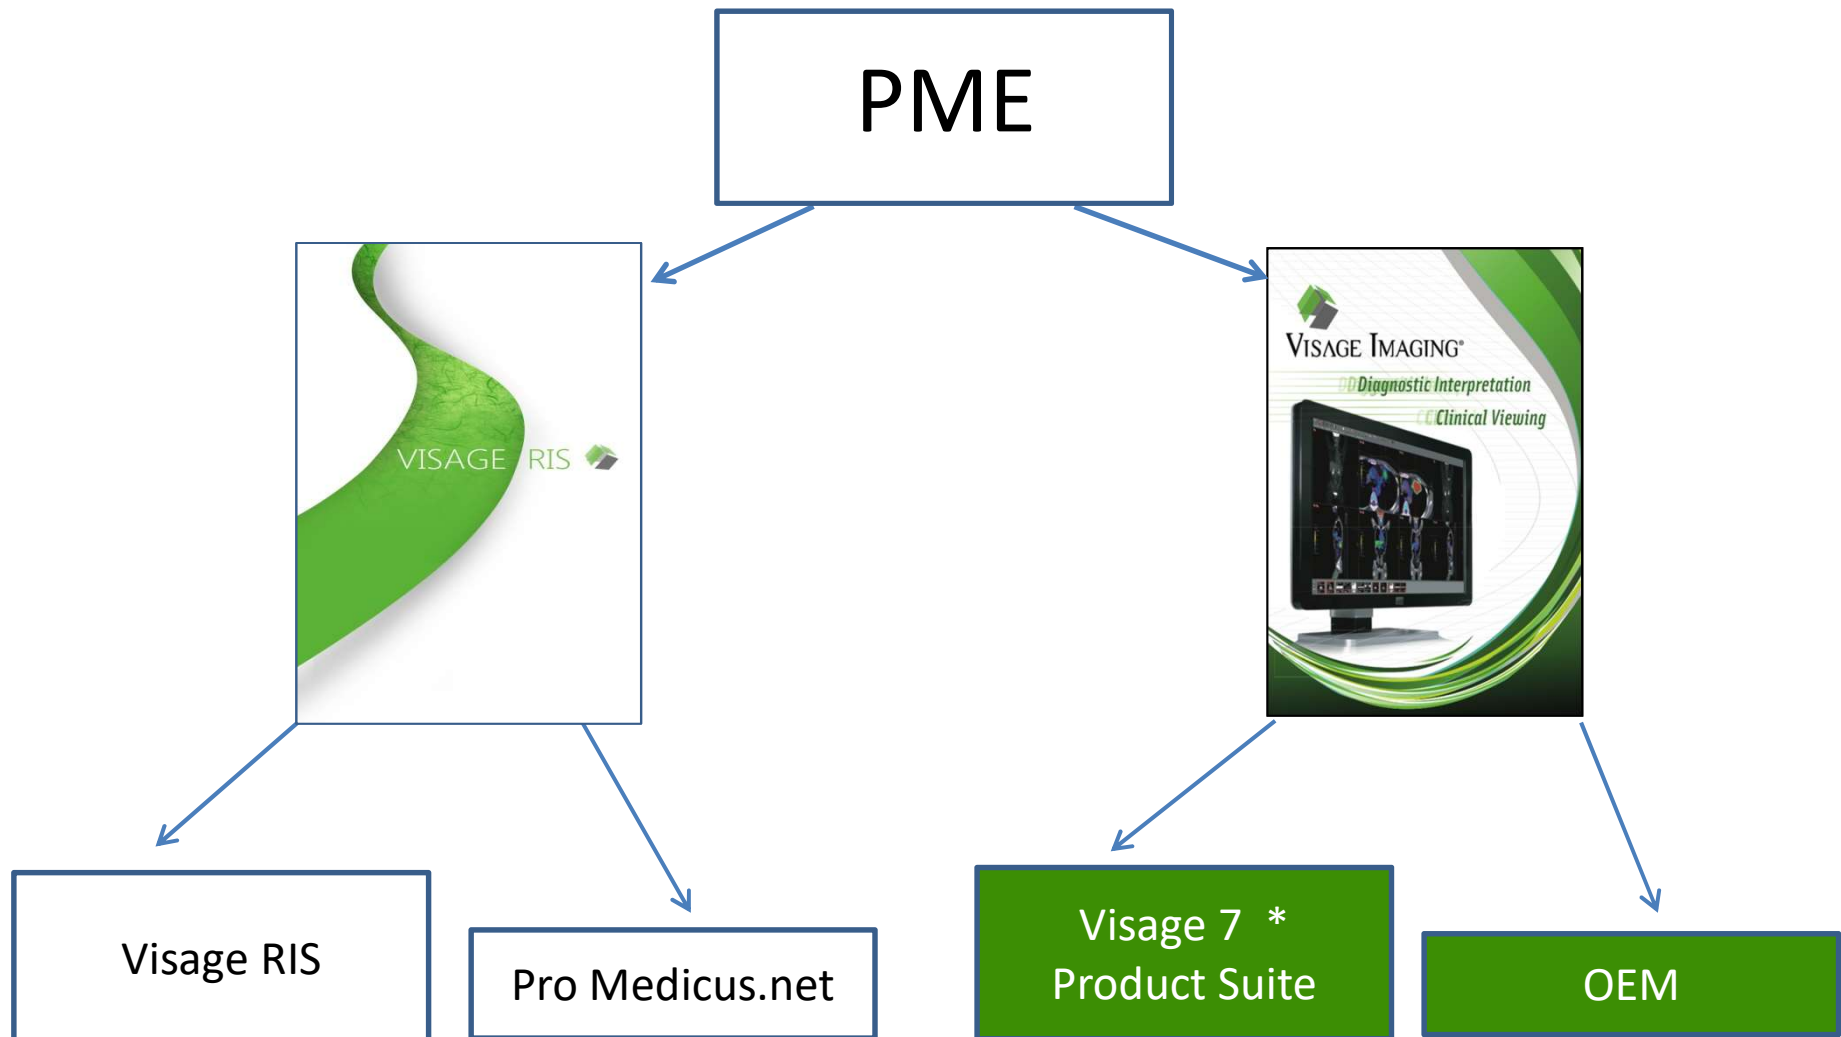 PME
VISAGE RIS
VISAGE IMAGING®
Diagnostic Interpretation
Clinical Viewing
Visage RIS
Pro Medicus.net
Visage 7 *
Product Suite
OEM